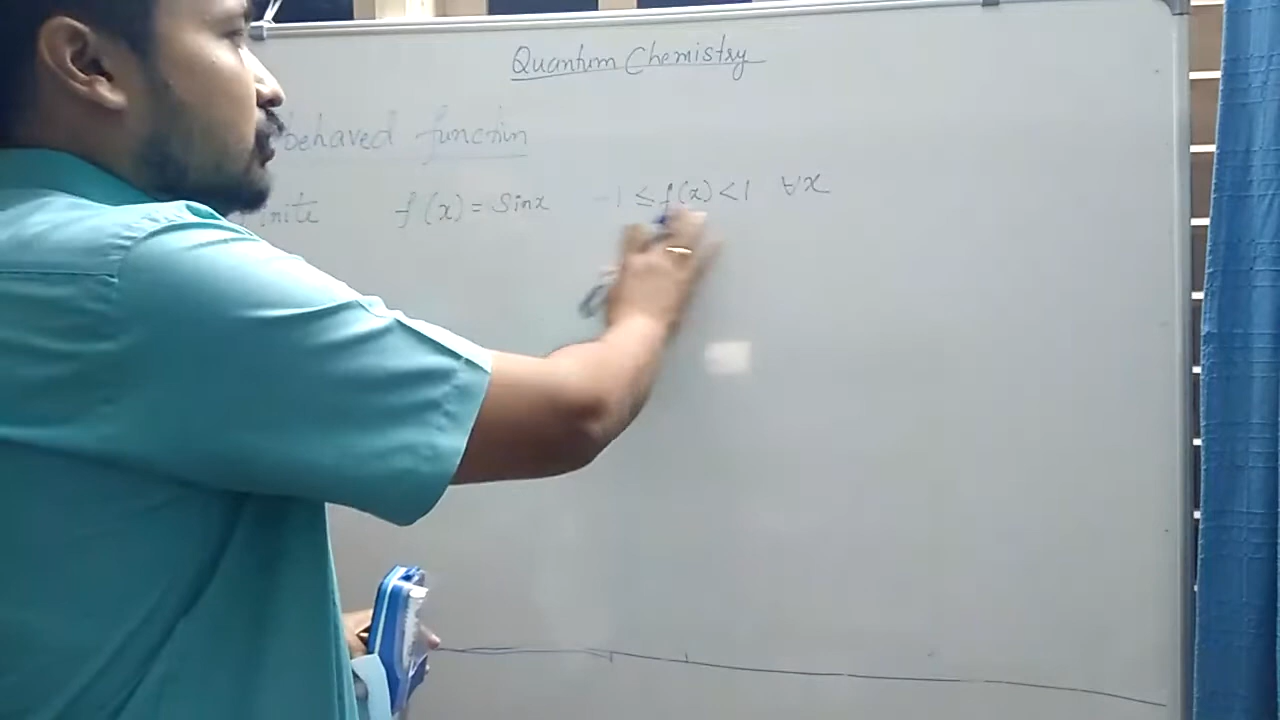 Quantum Chemistry
behaved function
f(x) = Sinx -1 ≤ f(x) < 1 ∀x